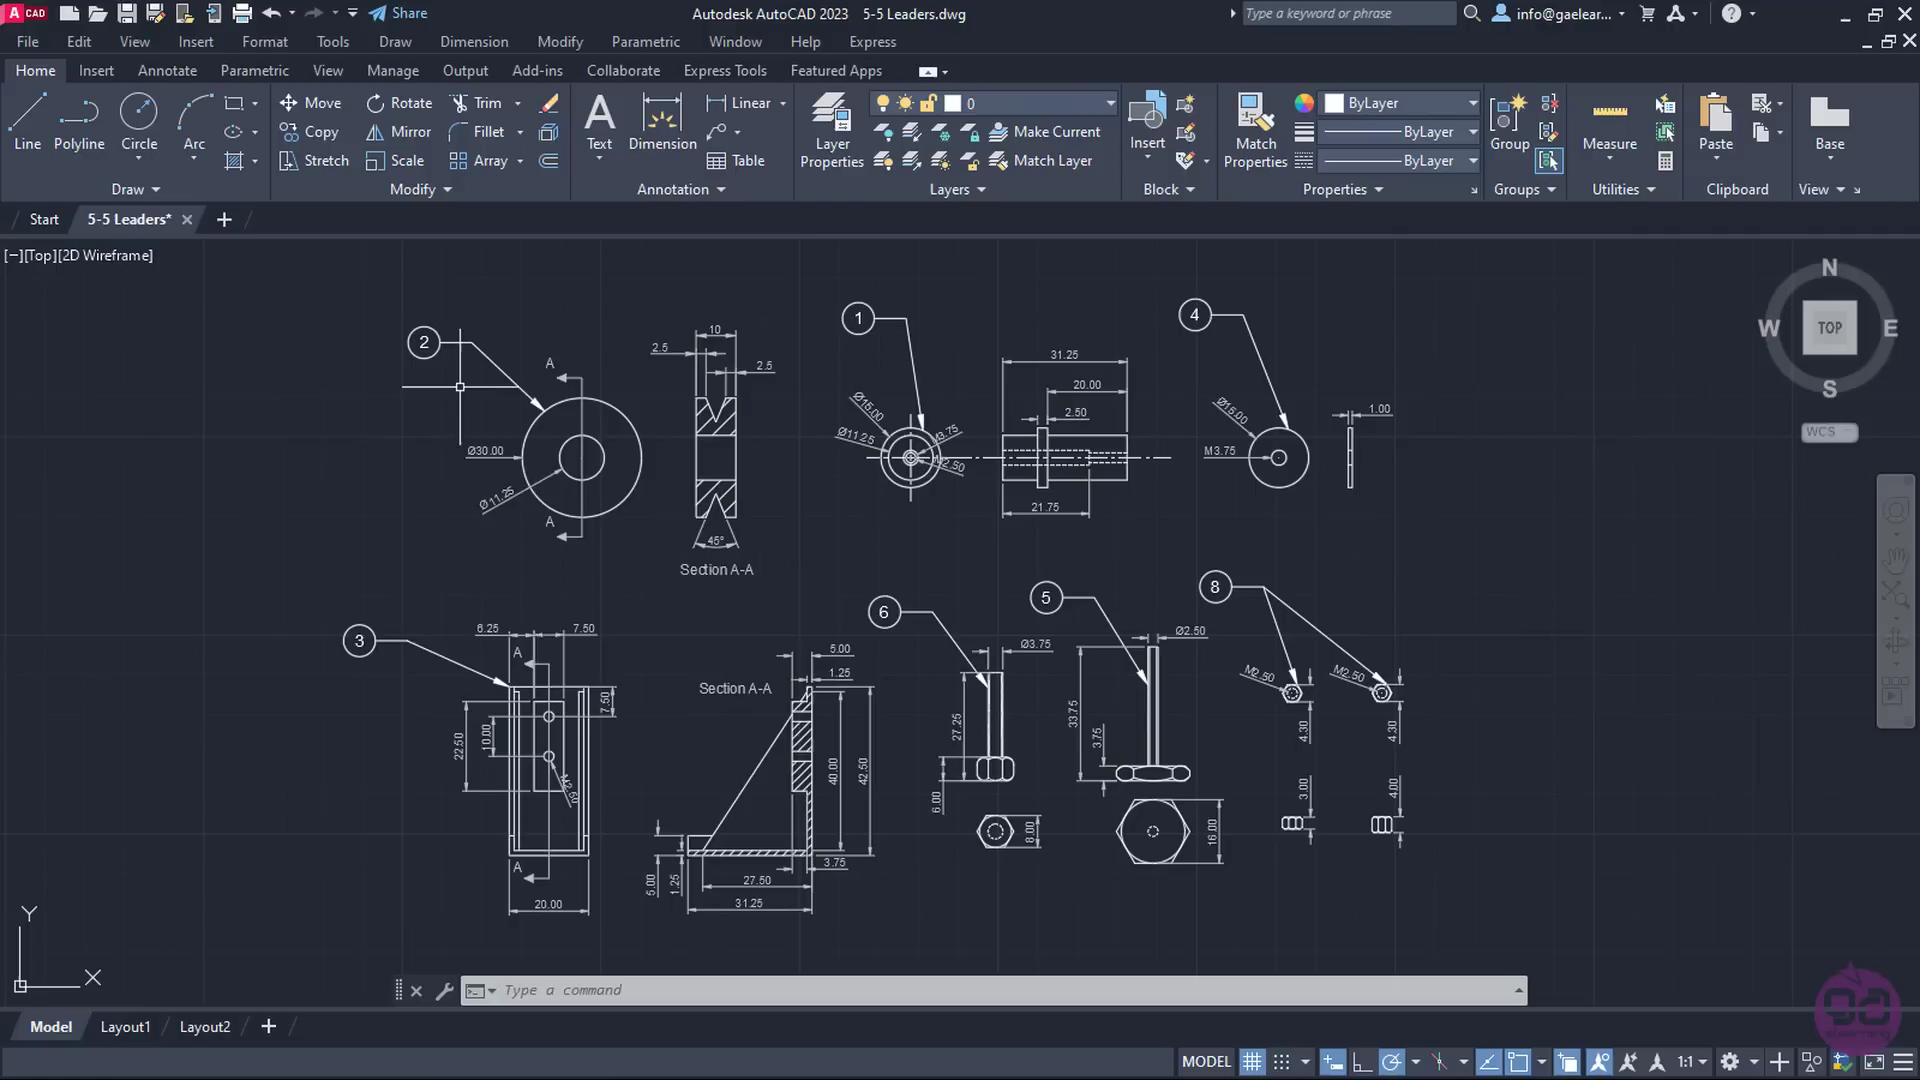 A CAD
Share
Autodesk AutoCAD 2023 5-5 Leaders.dwg
Type a keyword or phrase
info@gaelear...
File Edit View Insert Format Tools Draw Dimension Modify Parametric Window Help Express
Home Insert Annotate Parametric View Manage Output Add-ins Collaborate Express Tools Featured Apps
Line Polyline Circle Arc
Move Rotate Trim
Copy Mirror Fillet
Stretch Scale Array
Text Dimension
Linear
Table
Layer Properties
0
Make Current
Match Layer
Insert
Match Properties
ByLayer
ByLayer
ByLayer
Group
Measure
Paste
Base
Draw Modify Annotation Layers Block Properties Groups Utilities Clipboard View
Start 5-5 Leaders*
[−][Top][2D Wireframe]
N
W TOP E
S
WCS
2
A
Ø30.00
Ø11.25
A
10
2.5
2.5
45°
Section A-A
1
Ø15.00
Ø11.25
M3.75
M2.50
31.25
20.00
2.50
21.75
4
Ø15.00
M3.75
1.00
3
6.25 7.50
A
7.50
22.50
10.00
M2.50
A
20.00
Section A-A
5.00
1.25
40.00
42.50
3.75
5.00
1.25
27.50
31.25
6
Ø3.75
27.25
6.00
8.00
5
Ø2.50
33.75
3.75
16.00
8
M2.50 M2.50
4.30 4.30
3.00 4.00
Y
X
Type a command
Model Layout1 Layout2
MODEL 1:1
ga
elearning